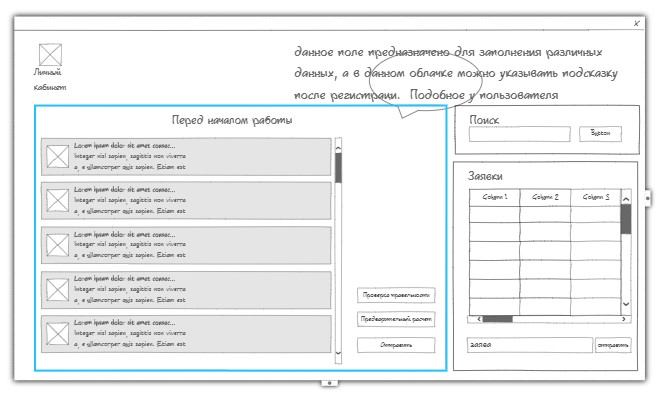 x
данное поле предназначено для заполнения различных
данных, а в данном облачке можно указывать подсказку
после регистрации. Подобное у пользователя
Личный
кабинет
Перед началом работы
Lorem ipsum dolor sit amet consec...
Integer nisl sapien, sagittis non viverra
a, e ullamcorper quis sapien. Etiam est
Lorem ipsum dolor sit amet consec...
Integer nisl sapien, sagittis non viverra
a, e ullamcorper quis sapien. Etiam est
Lorem ipsum dolor sit amet consec...
Integer nisl sapien, sagittis non viverra
a, e ullamcorper quis sapien. Etiam est
Lorem ipsum dolor sit amet consec...
Integer nisl sapien, sagittis non viverra
a, e ullamcorper quis sapien. Etiam est
Lorem ipsum dolor sit amet consec...
Integer nisl sapien, sagittis non viverra
a, e ullamcorper quis sapien. Etiam est
Проверка правильности
Предварительный расчет
Отправить
Поиск
Button
Заявки
Column 1 Column 2 Column 3
заявка отправить